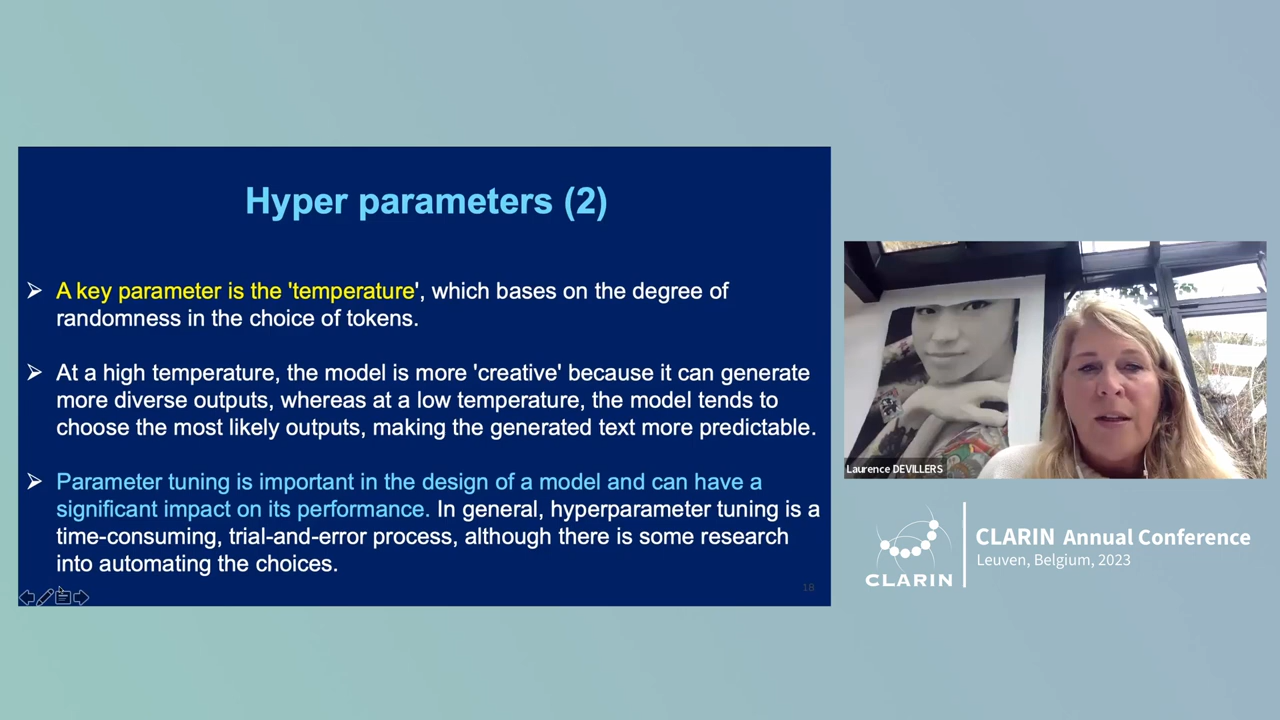 Hyper parameters (2)
➢ A key parameter is the 'temperature', which bases on the degree of
randomness in the choice of tokens.
➢ At a high temperature, the model is more 'creative' because it can generate
more diverse outputs, whereas at a low temperature, the model tends to
choose the most likely outputs, making the generated text more predictable.
➢ Parameter tuning is important in the design of a model and can have a
significant impact on its performance. In general, hyperparameter tuning is a
time-consuming, trial-and-error process, although there is some research
into automating the choices.
18
Laurence DEVILLERS
CLARIN
CLARIN Annual Conference
Leuven, Belgium, 2023